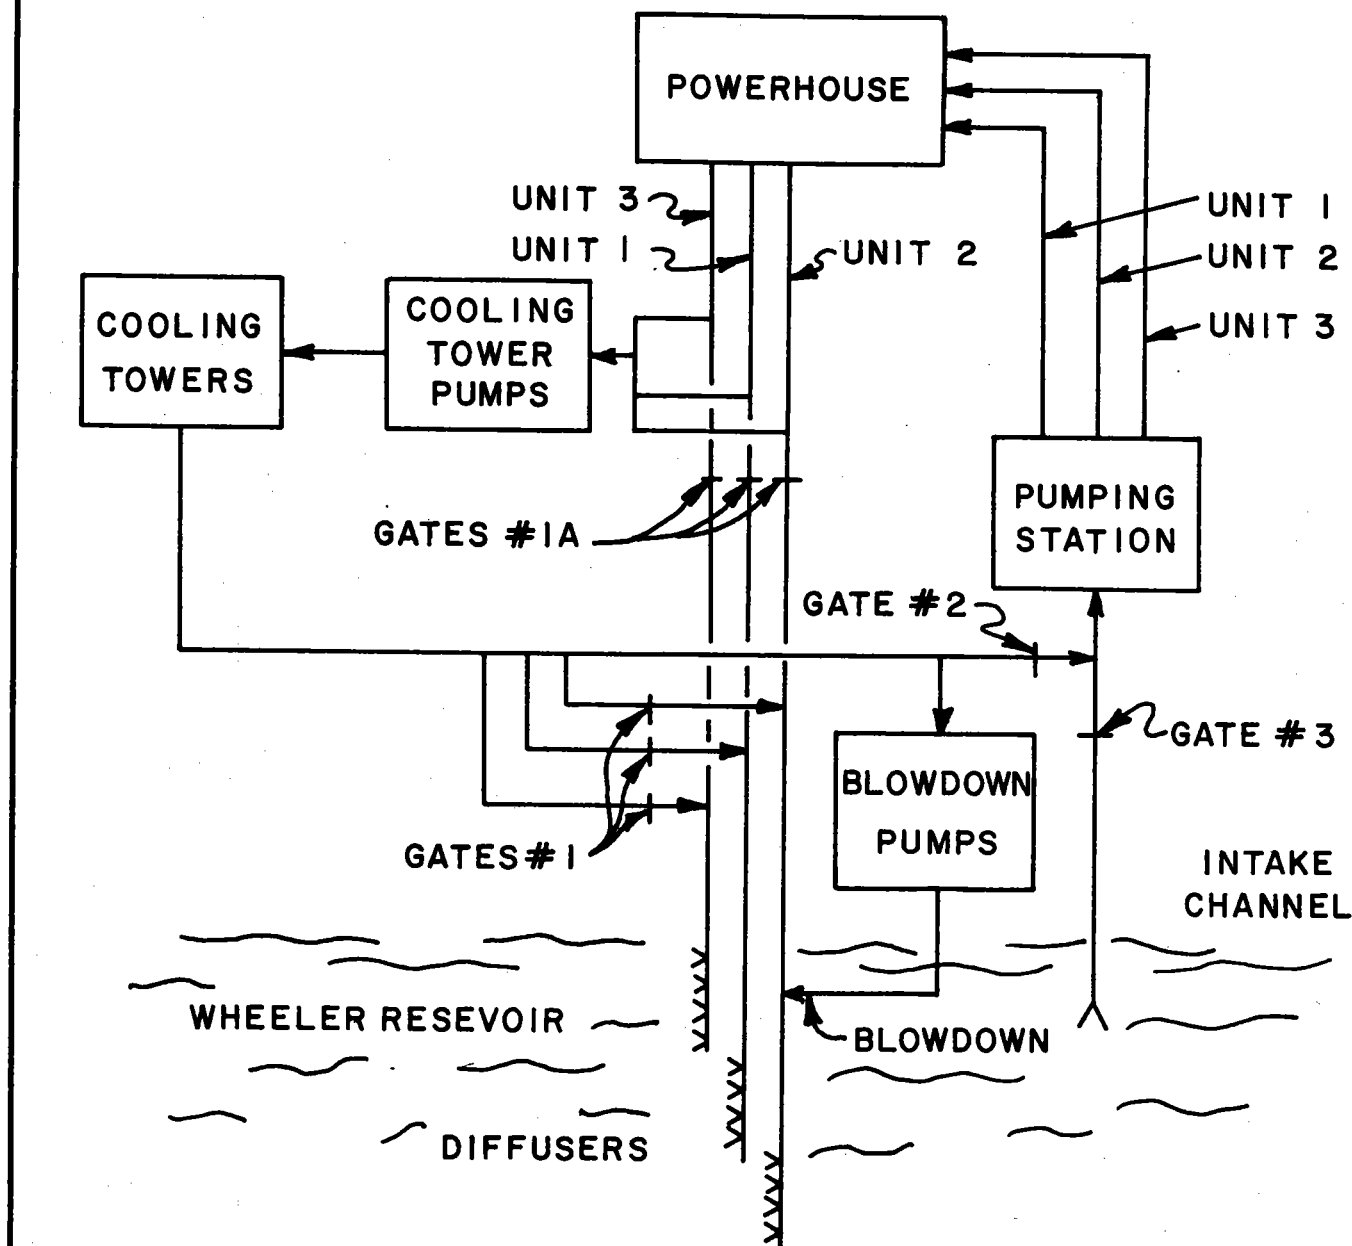 POWERHOUSE
UNIT 3
UNIT 1
UNIT 2
UNIT 1
UNIT 2
UNIT 3
COOLING
TOWERS
COOLING
TOWER
PUMPS
PUMPING
STATION
GATES #1A
GATE #2
GATE #3
GATES #1
BLOWDOWN
PUMPS
INTAKE
CHANNEL
WHEELER RESEVOIR
BLOWDOWN
DIFFUSERS